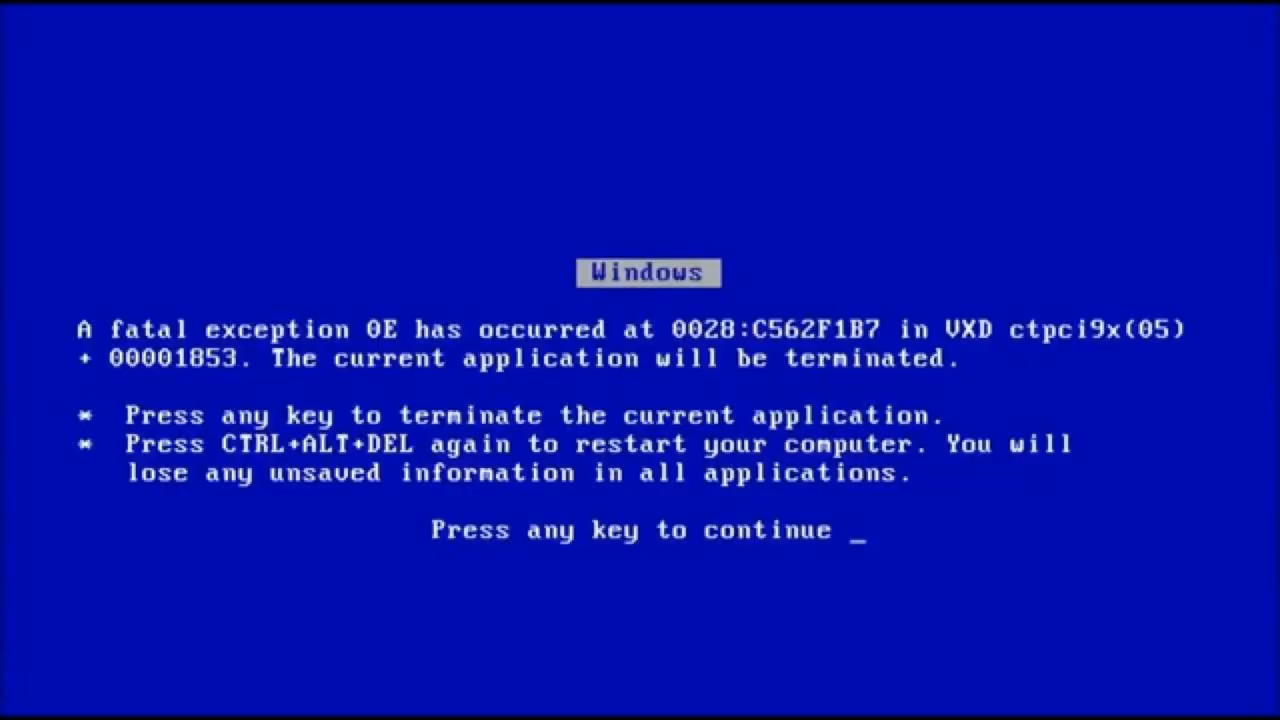 Windows
A fatal exception 0E has occurred at 0028:C562F1B7 in VXD ctpci9x(05)
+ 00001853. The current application will be terminated.
* Press any key to terminate the current application.
* Press CTRL+ALT+DEL again to restart your computer. You will
lose any unsaved information in all applications.
Press any key to continue _